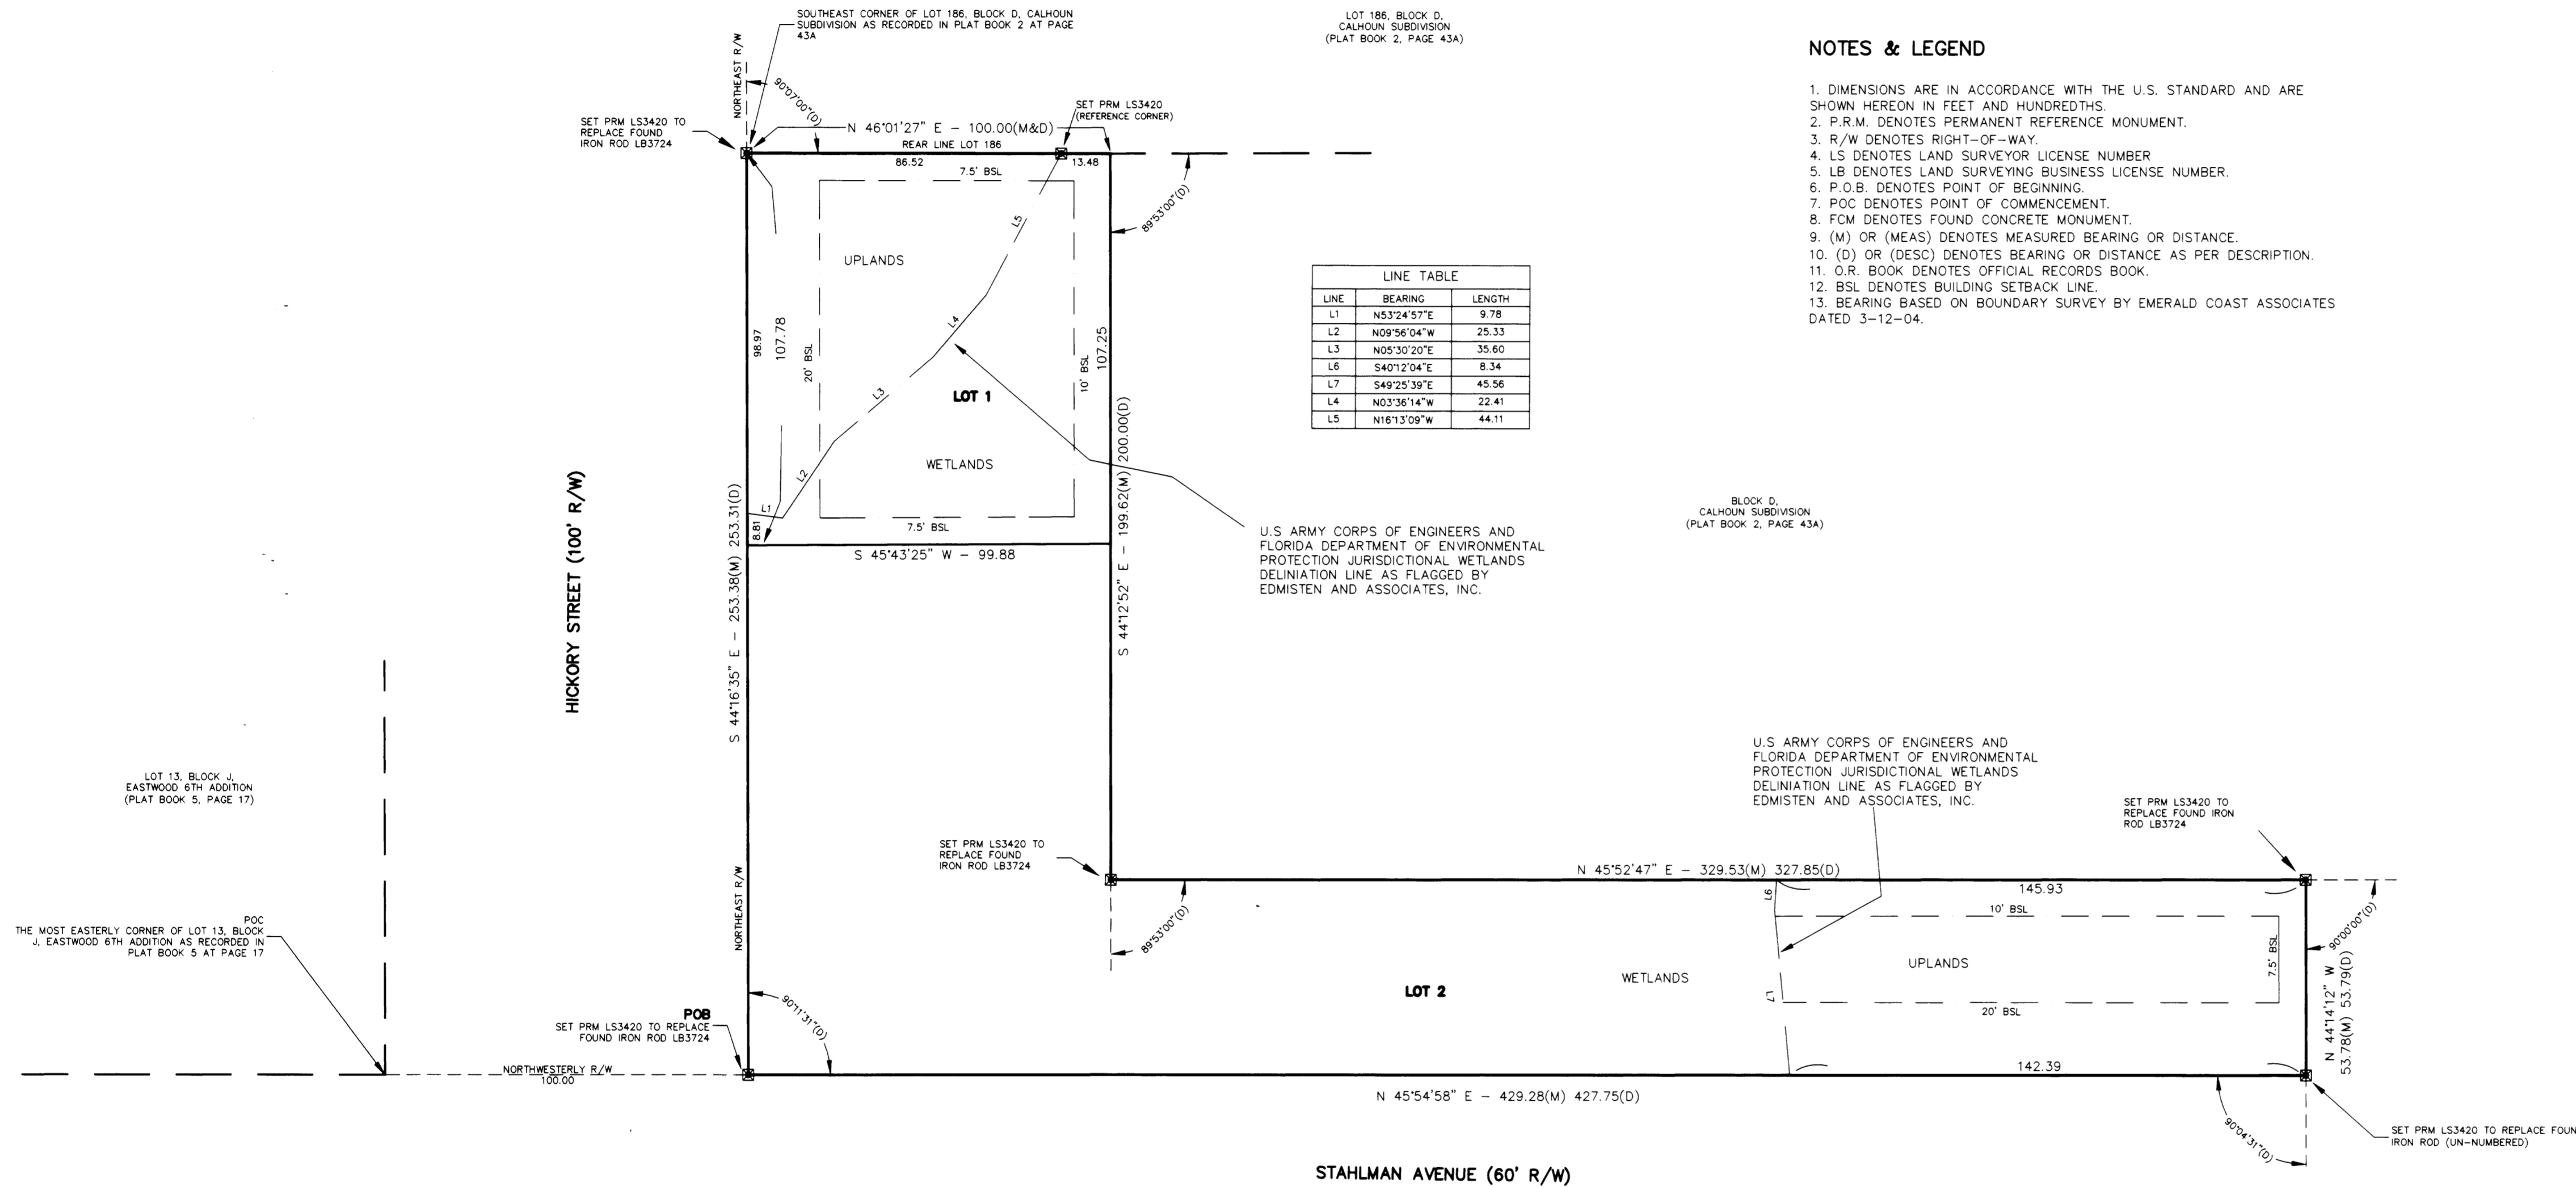 SOUTHEAST CORNER OF LOT 186, BLOCK D, CALHOUN
SUBDIVISION AS RECORDED IN PLAT BOOK 2 AT PAGE
43A
LOT 186, BLOCK D,
CALHOUN SUBDIVISION
(PLAT BOOK 2, PAGE 43A)
NOTES & LEGEND
1. DIMENSIONS ARE IN ACCORDANCE WITH THE U.S. STANDARD AND ARE
SHOWN HEREON IN FEET AND HUNDREDTHS.
2. P.R.M. DENOTES PERMANENT REFERENCE MONUMENT.
3. R/W DENOTES RIGHT-OF-WAY.
4. LS DENOTES LAND SURVEYOR LICENSE NUMBER
5. LB DENOTES LAND SURVEYING BUSINESS LICENSE NUMBER.
6. P.O.B. DENOTES POINT OF BEGINNING.
7. POC DENOTES POINT OF COMMENCEMENT.
8. FCM DENOTES FOUND CONCRETE MONUMENT.
9. (M) OR (MEAS) DENOTES MEASURED BEARING OR DISTANCE.
10. (D) OR (DESC) DENOTES BEARING OR DISTANCE AS PER DESCRIPTION.
11. O.R. BOOK DENOTES OFFICIAL RECORDS BOOK.
12. BSL DENOTES BUILDING SETBACK LINE.
13. BEARING BASED ON BOUNDARY SURVEY BY EMERALD COAST ASSOCIATES
DATED 3-12-04.
NORTHEAST R/W
90°07'00"(D)
SET PRM LS3420 TO
REPLACE FOUND
IRON ROD LB3724
SET PRM LS3420
(REFERENCE CORNER)
N 46°01'27" E - 100.00(M&D)
REAR LINE LOT 186
86.52
13.48
7.5' BSL
89°53'00"(D)
L5
UPLANDS
L4
98.97
107.78
20' BSL
10' BSL
107.25
L3
LOT 1
WETLANDS
L2
L1
8.81
7.5' BSL
S 45°43'25" W - 99.88
LINE TABLE
LINE BEARING LENGTH
L1 N53°24'57"E 9.78
L2 N09°56'04"W 25.33
L3 N05°30'20"E 35.60
L6 S40°12'04"E 8.34
L7 S49°25'39"E 45.56
L4 N03°36'14"W 22.41
L5 N16°13'09"W 44.11
HICKORY STREET (100' R/W)
S 44°16'35" E - 253.38(M) 253.31(D)
S 44°12'52" E - 199.62(M) 200.00(D)
U.S ARMY CORPS OF ENGINEERS AND
FLORIDA DEPARTMENT OF ENVIRONMENTAL
PROTECTION JURISDICTIONAL WETLANDS
DELINIATION LINE AS FLAGGED BY
EDMISTEN AND ASSOCIATES, INC.
BLOCK D,
CALHOUN SUBDIVISION
(PLAT BOOK 2, PAGE 43A)
LOT 13, BLOCK J,
EASTWOOD 6TH ADDITION
(PLAT BOOK 5, PAGE 17)
U.S ARMY CORPS OF ENGINEERS AND
FLORIDA DEPARTMENT OF ENVIRONMENTAL
PROTECTION JURISDICTIONAL WETLANDS
DELINIATION LINE AS FLAGGED BY
EDMISTEN AND ASSOCIATES, INC.
SET PRM LS3420 TO
REPLACE FOUND IRON
ROD LB3724
SET PRM LS3420 TO
REPLACE FOUND
IRON ROD LB3724
N 45°52'47" E - 329.53(M) 327.85(D)
145.93
L6
10' BSL
NORTHEAST R/W
89°53'00"(D)
90°00'00"(D)
POC
THE MOST EASTERLY CORNER OF LOT 13, BLOCK
J, EASTWOOD 6TH ADDITION AS RECORDED IN
PLAT BOOK 5 AT PAGE 17
7.5' BSL
UPLANDS
WETLANDS
LOT 2
L7
20' BSL
N 44°14'12" W
53.78(M) 53.79(D)
POB
SET PRM LS3420 TO REPLACE
FOUND IRON ROD LB3724
90°11'31"(D)
NORTHWESTERLY R/W
100.00
142.39
N 45°54'58" E - 429.28(M) 427.75(D)
90°04'31"(D)
SET PRM LS3420 TO REPLACE FOUN
IRON ROD (UN-NUMBERED)
STAHLMAN AVENUE (60' R/W)